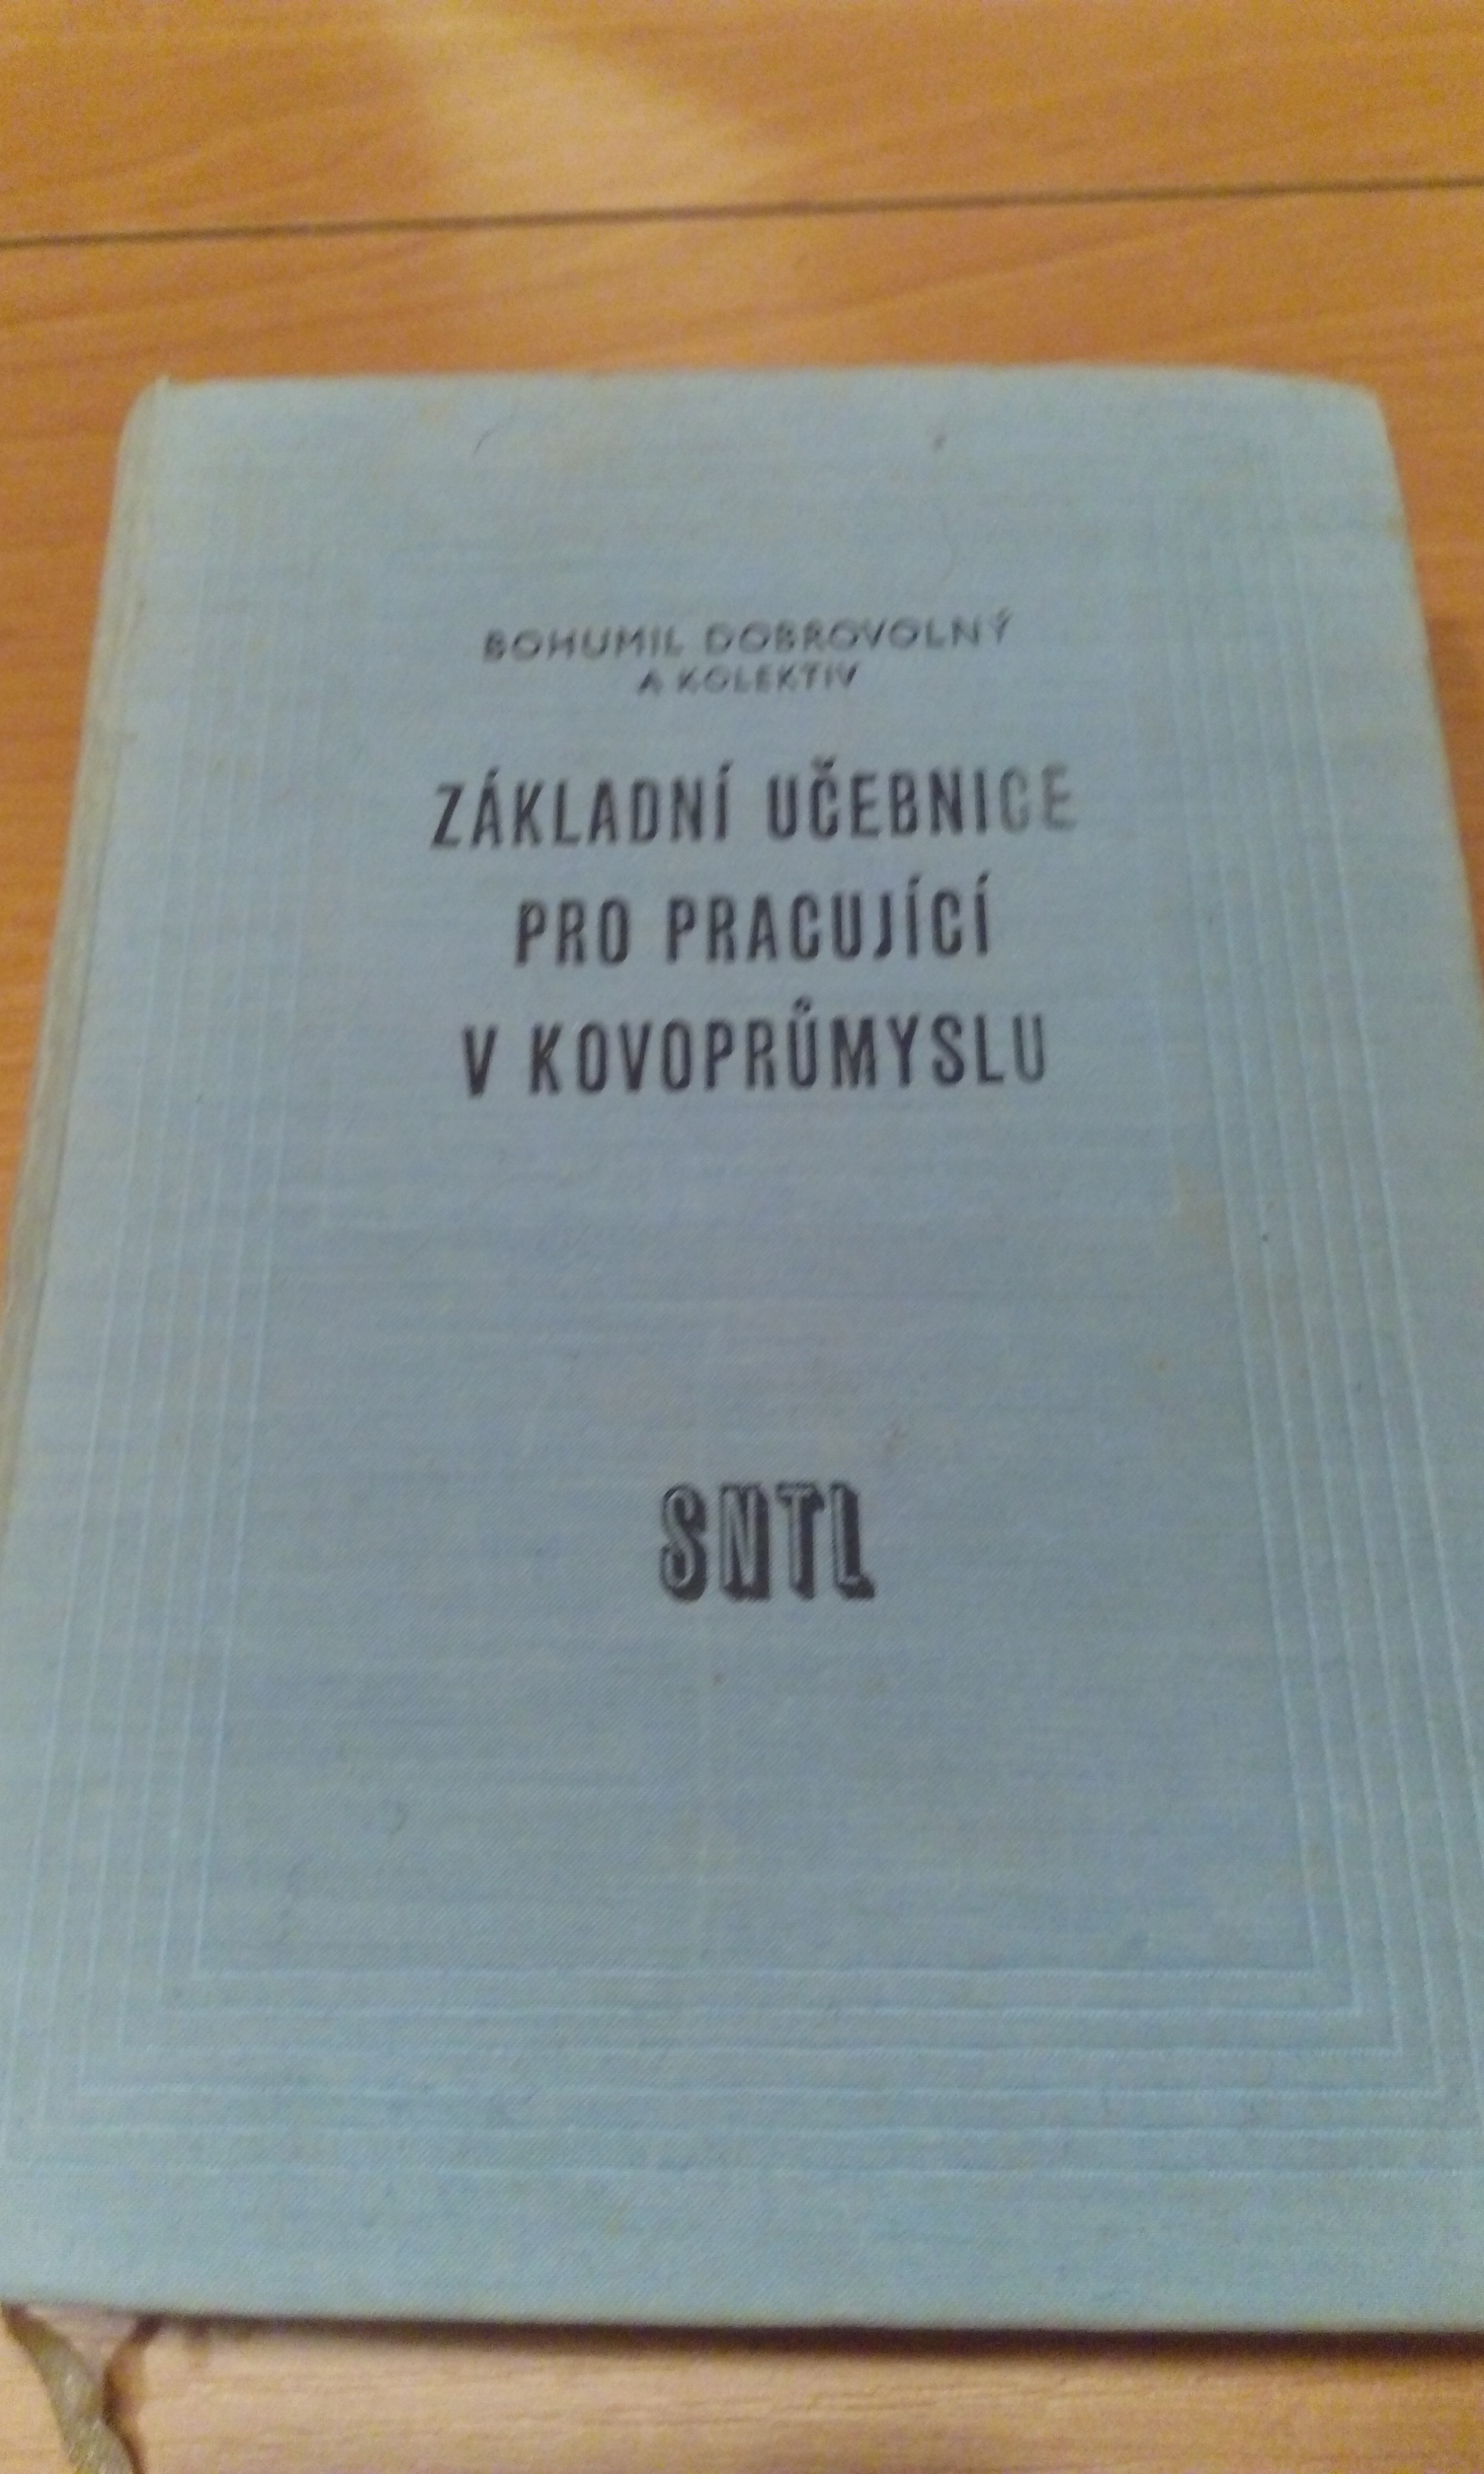 BOHUMIL DOBROVOLNÝ
A KOLEKTIV
ZÁKLADNÍ UČEBNICE
PRO PRACUJÍCÍ
V KOVOPRŮMYSLU
SNTL